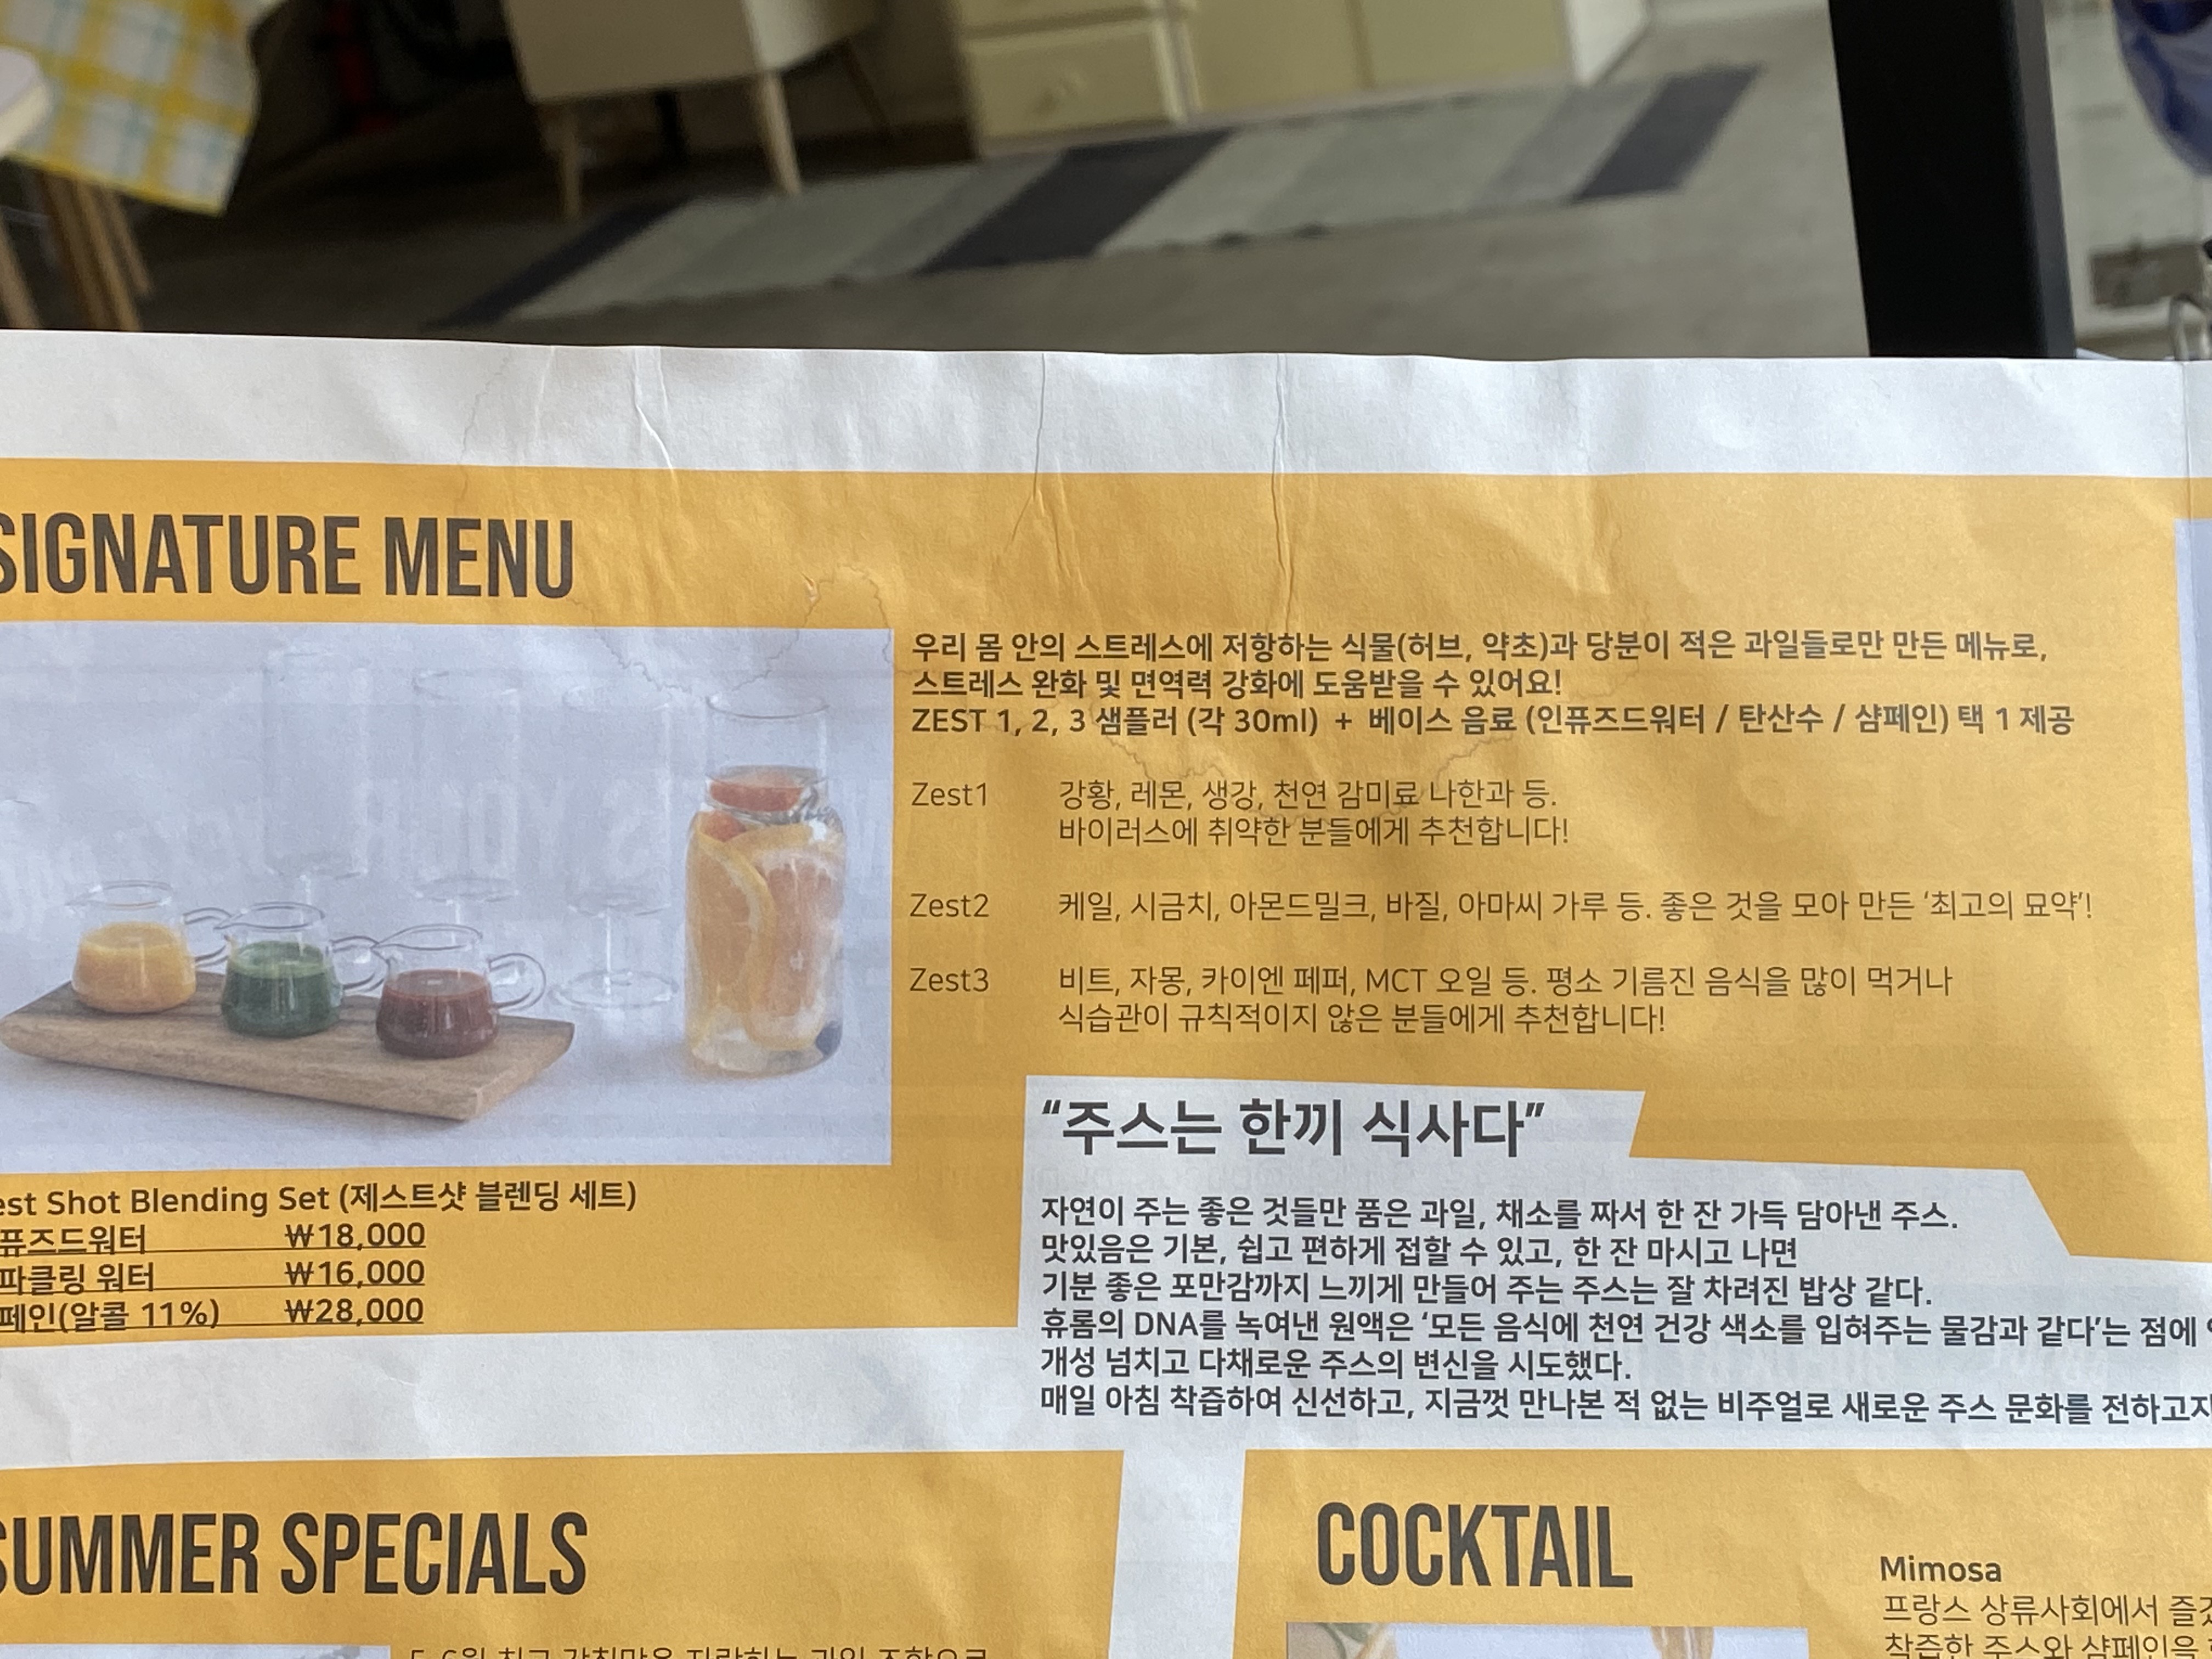 SIGNATURE MENU
우리 몸 안의 스트레스에 저항하는 식물(허브, 약초)과 당분이 적은 과일들로만 만든 메뉴로,
스트레스 완화 및 면역력 강화에 도움받을 수 있어요!
ZEST 1, 2, 3 샘플러 (각 30ml) + 베이스 음료 (인퓨즈드워터 / 탄산수 / 샴페인) 택 1 제공
Zest1 강황, 레몬, 생강, 천연 감미료 나한과 등.
바이러스에 취약한 분들에게 추천합니다!
Zest2 케일, 시금치, 아몬드밀크, 바질, 아마씨 가루 등. 좋은 것을 모아 만든 ‘최고의 묘약’!
Zest3 비트, 자몽, 카이엔 페퍼, MCT 오일 등. 평소 기름진 음식을 많이 먹거나
식습관이 규칙적이지 않은 분들에게 추천합니다!
est Shot Blending Set (제스트샷 블렌딩 세트)
퓨즈드워터 ₩18,000
파클링 워터 ₩16,000
페인(알콜 11%) ₩28,000
“주스는 한끼 식사다”
자연이 주는 좋은 것들만 품은 과일, 채소를 짜서 한 잔 가득 담아낸 주스.
맛있음은 기본, 쉽고 편하게 접할 수 있고, 한 잔 마시고 나면
기분 좋은 포만감까지 느끼게 만들어 주는 주스는 잘 차려진 밥상 같다.
휴롬의 DNA를 녹여낸 원액은 ‘모든 음식에 천연 건강 색소를 입혀주는 물감과 같다’는 점에
개성 넘치고 다채로운 주스의 변신을 시도했다.
매일 아침 착즙하여 신선하고, 지금껏 만나본 적 없는 비주얼로 새로운 주스 문화를 전하고자
SUMMER SPECIALS
COCKTAIL
Mimosa
프랑스 상류사회에서
착즙한 주스와 샴페인을